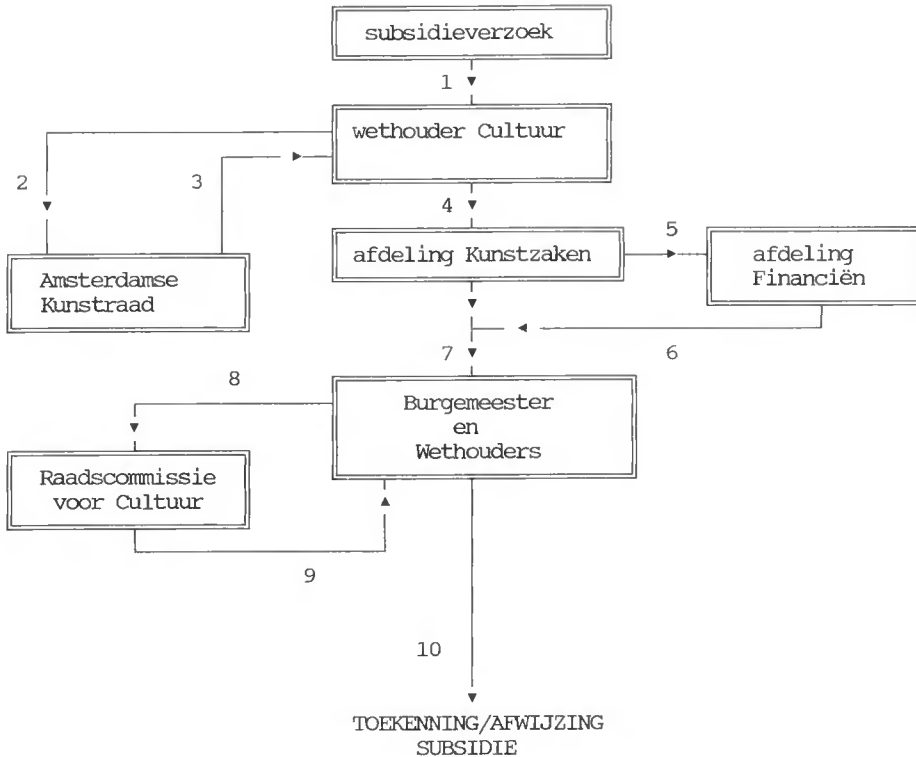 subsidieverzoek
1
wethouder Cultuur
2
3
4
5
afdeling Kunstzaken
afdeling
Financiën
Amsterdamse
Kunstraad
6
7
8
Burgemeester
en
Wethouders
Raadscommissie
voor Cultuur
9
10
TOEKENNING/AFWIJZING
SUBSIDIE